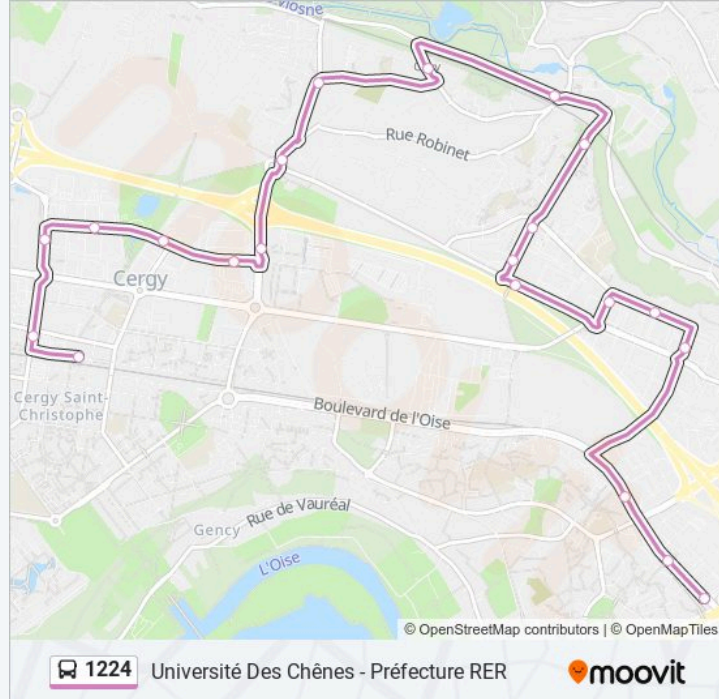 Viosne
Rue Robinet
Cergy
Cergy Saint-
Christophe
Boulevard de l'Oise
Rue de Vauréal
Gency
L'Oise
© OpenStreetMap contributors | © OpenMapTiles
1224 Université Des Chênes - Préfecture RER moovit